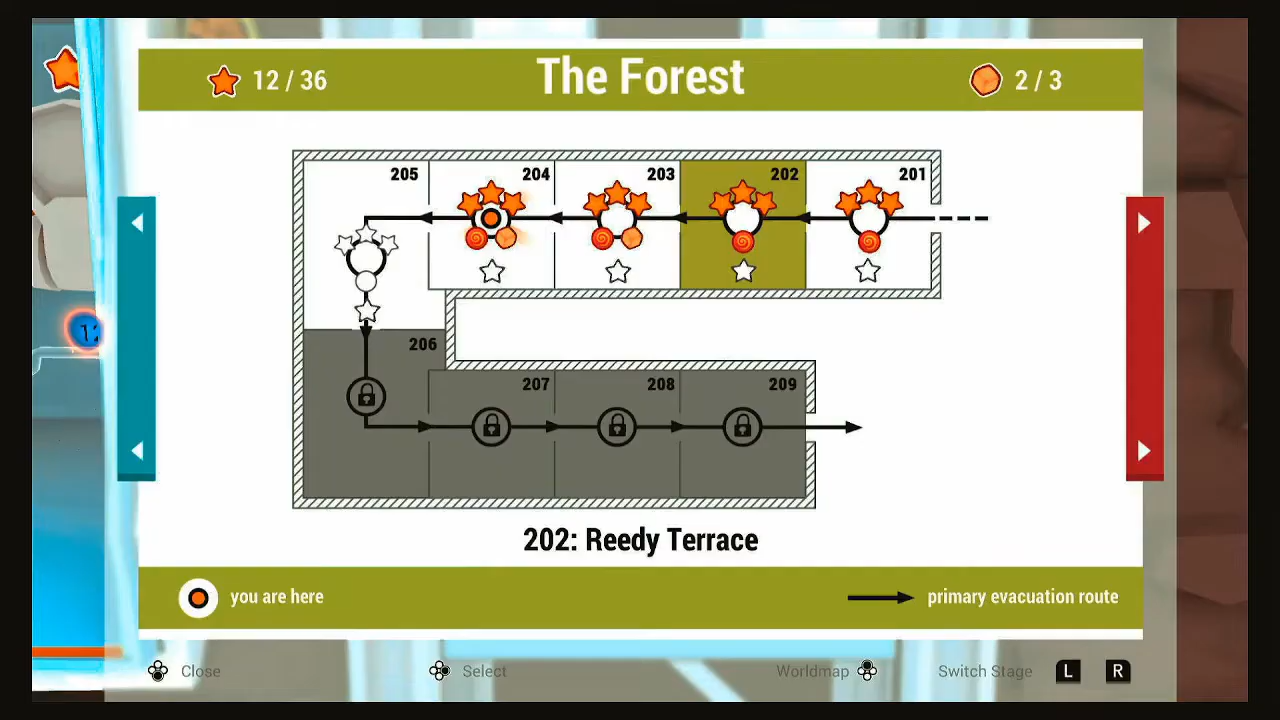 12 / 36
The Forest
2 / 3
205
204
203
202
201
206
207
208
209
12
202: Reedy Terrace
you are here
primary evacuation route
Close
Select
Worldmap
Switch Stage
L
R